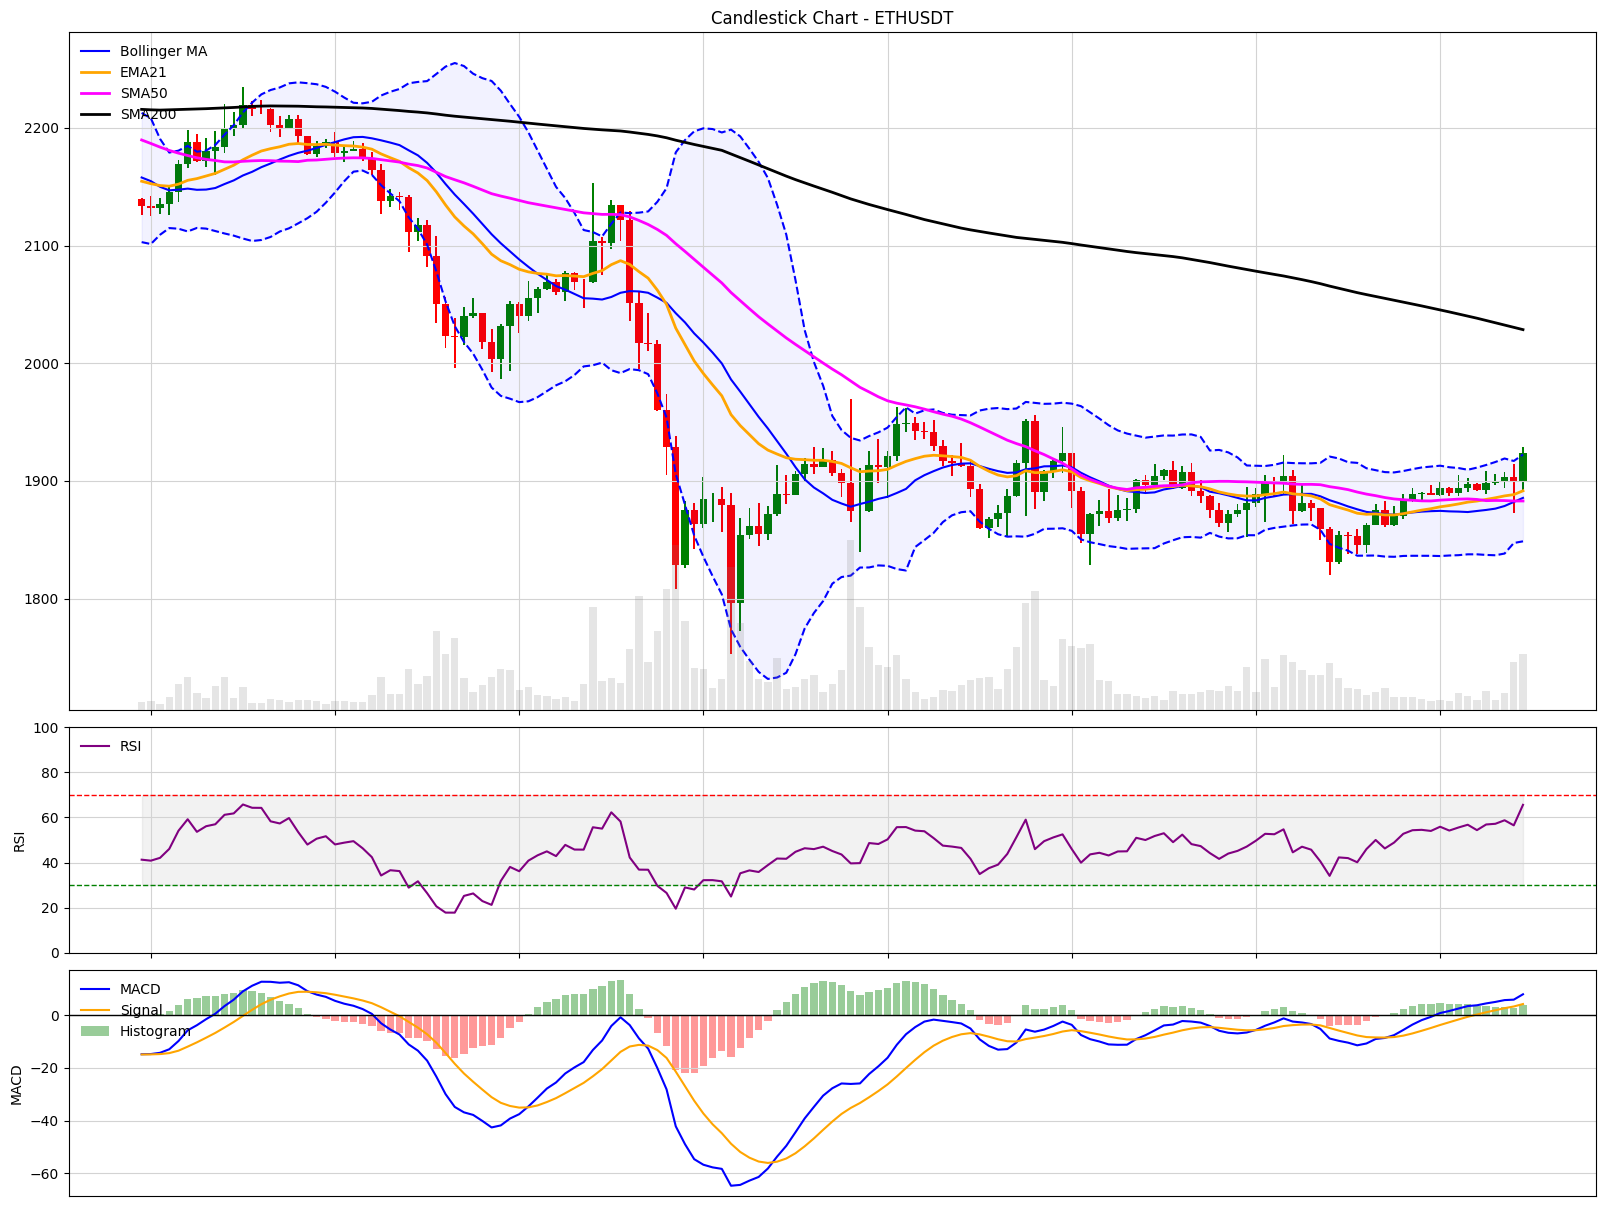 Candlestick Chart - ETHUSDT
Bollinger MA
EMA21
SMA50
SMA200
2200
2100
2000
1900
1800
RSI
100
80
60
40
20
0
RSI
MACD
Signal
Histogram
0
−20
−40
−60
MACD